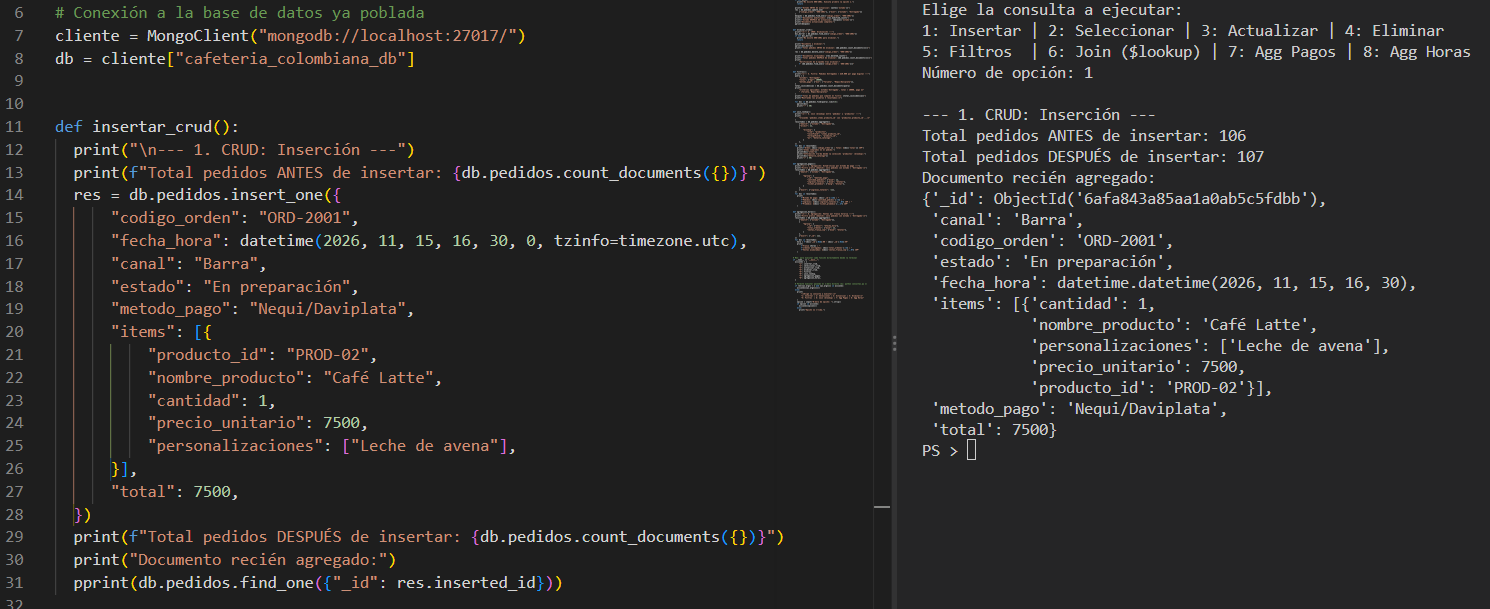 6 # Conexión a la base de datos ya poblada
7 cliente = MongoClient("mongodb://localhost:27017/")
8 db = cliente["cafeteria_colombiana_db"]
9
10
11 def insertar_crud():
12 print("\n--- 1. CRUD: Inserción ---")
13 print(f"Total pedidos ANTES de insertar: {db.pedidos.count_documents({})}")
14 res = db.pedidos.insert_one({
15 "codigo_orden": "ORD-2001",
16 "fecha_hora": datetime(2026, 11, 15, 16, 30, 0, tzinfo=timezone.utc),
17 "canal": "Barra",
18 "estado": "En preparación",
19 "metodo_pago": "Nequi/Daviplata",
20 "items": [{
21 "producto_id": "PROD-02",
22 "nombre_producto": "Café Latte",
23 "cantidad": 1,
24 "precio_unitario": 7500,
25 "personalizaciones": ["Leche de avena"],
26 }],
27 "total": 7500,
28 })
29 print(f"Total pedidos DESPUÉS de insertar: {db.pedidos.count_documents({})}")
30 print("Documento recién agregado:")
31 pprint(db.pedidos.find_one({"_id": res.inserted_id}))
32
Elige la consulta a ejecutar:
1: Insertar | 2: Seleccionar | 3: Actualizar | 4: Eliminar
5: Filtros  | 6: Join ($lookup) | 7: Agg Pagos | 8: Agg Horas
Número de opción: 1
--- 1. CRUD: Inserción ---
Total pedidos ANTES de insertar: 106
Total pedidos DESPUÉS de insertar: 107
Documento recién agregado:
{'_id': ObjectId('6afa843a85aa1a0ab5c5fdbb'),
'canal': 'Barra',
'codigo_orden': 'ORD-2001',
'estado': 'En preparación',
'fecha_hora': datetime.datetime(2026, 11, 15, 16, 30),
'items': [{'cantidad': 1,
'nombre_producto': 'Café Latte',
'personalizaciones': ['Leche de avena'],
'precio_unitario': 7500,
'producto_id': 'PROD-02'}],
'metodo_pago': 'Nequi/Daviplata',
'total': 7500}
PS >